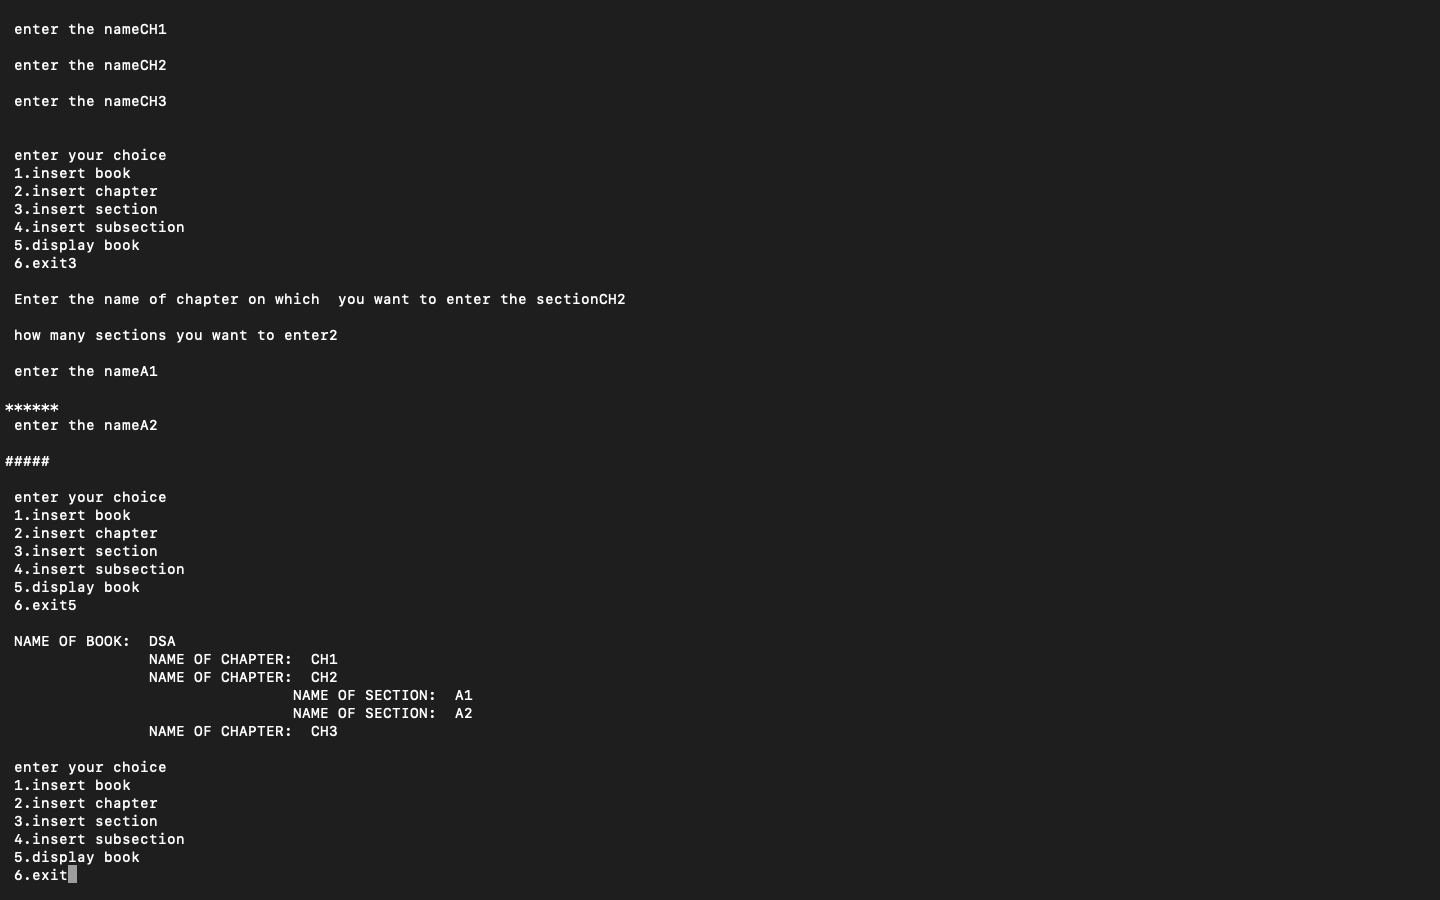 enter the nameCH1
enter the nameCH2
enter the nameCH3
enter your choice
1.insert book
2.insert chapter
3.insert section
4.insert subsection
5.display book
6.exit3
Enter the name of chapter on which  you want to enter the sectionCH2
how many sections you want to enter2
enter the nameA1
******
enter the nameA2
#####
enter your choice
1.insert book
2.insert chapter
3.insert section
4.insert subsection
5.display book
6.exit5
NAME OF BOOK:  DSA
NAME OF CHAPTER:  CH1
NAME OF CHAPTER:  CH2
NAME OF SECTION:  A1
NAME OF SECTION:  A2
NAME OF CHAPTER:  CH3
enter your choice
1.insert book
2.insert chapter
3.insert section
4.insert subsection
5.display book
6.exit